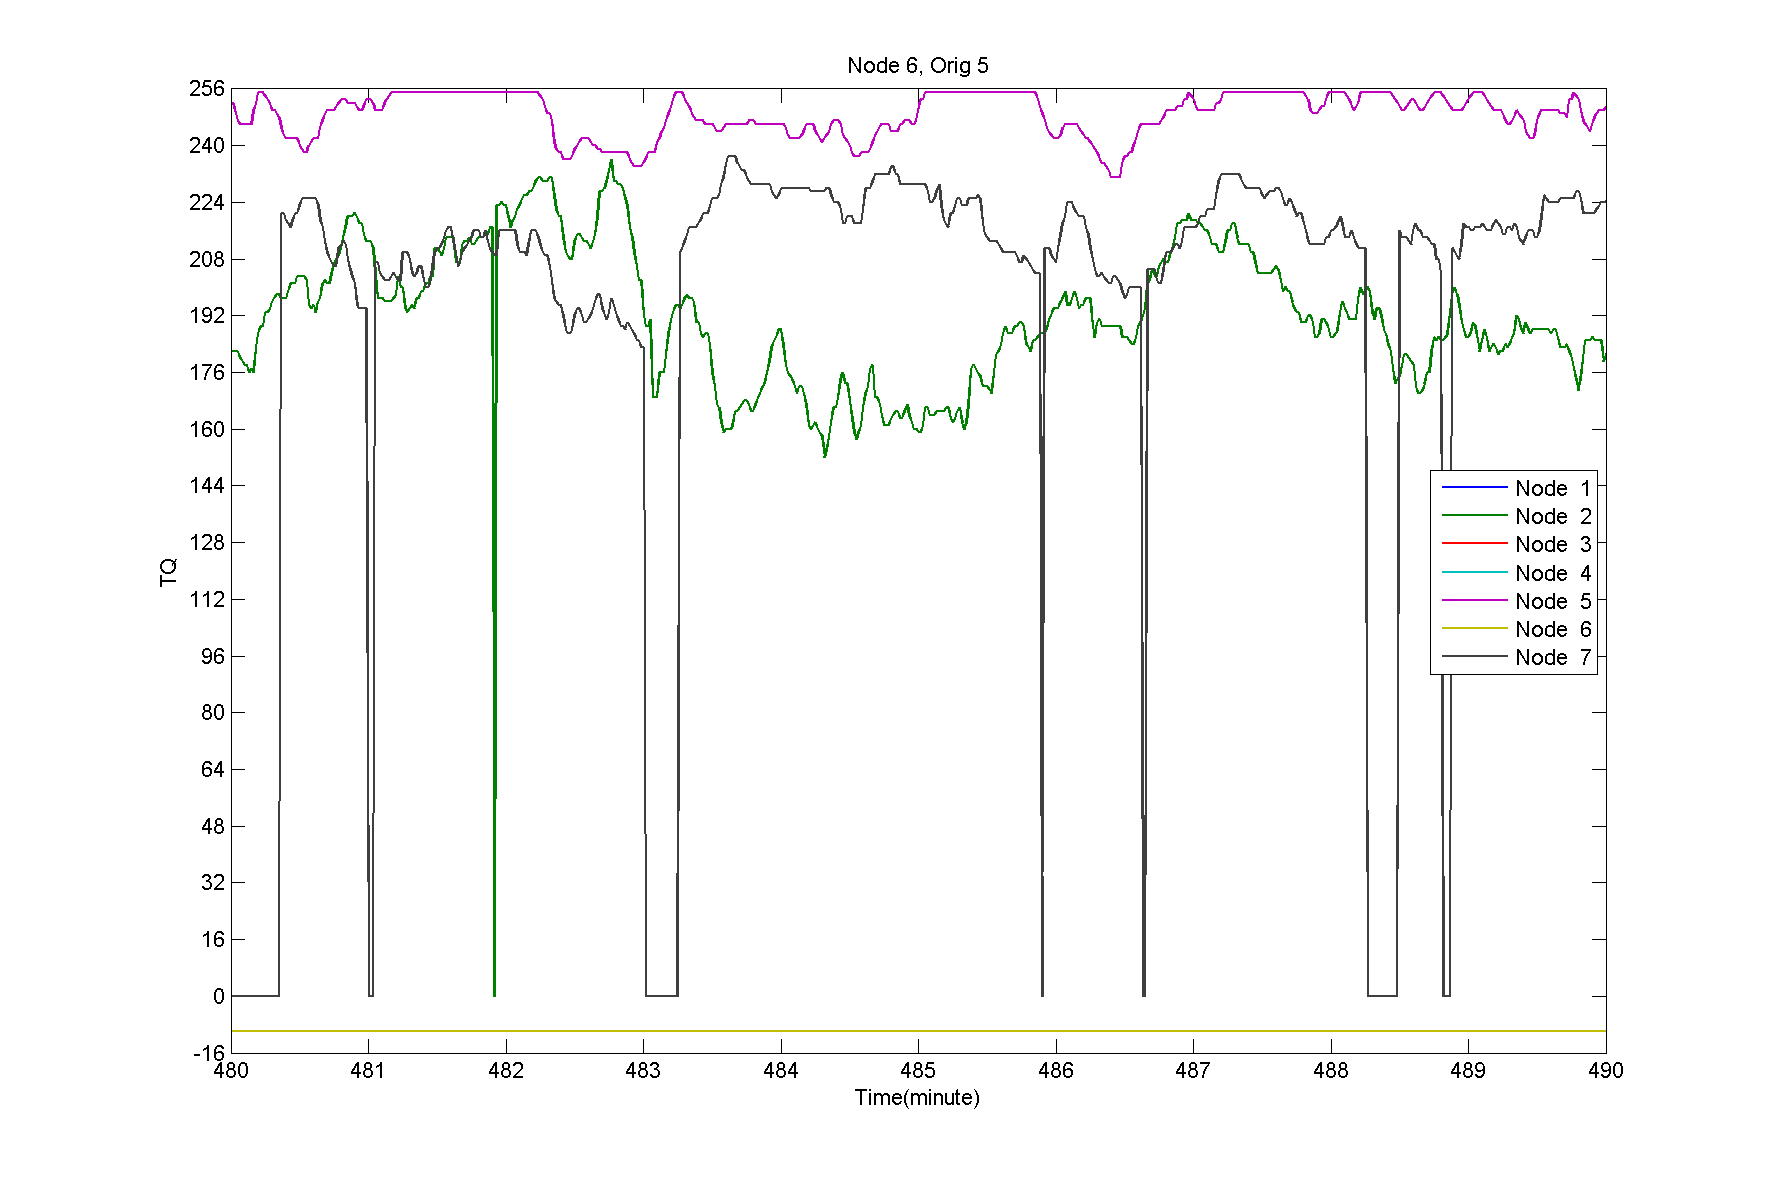 Node 6, Orig 5
256
240
224
208
192
176
160
144
128
112
96
80
64
48
32
16
0
-16
TQ
Node 1
Node 2
Node 3
Node 4
Node 5
Node 6
Node 7
480 481 482 483 484 485 486 487 488 489 490
Time(minute)